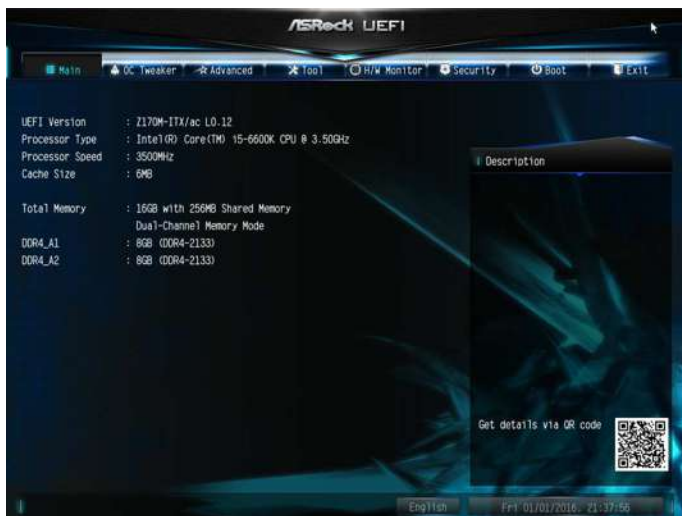 ASRock UEFI
Main OC Tweaker Advanced Tool H/W Monitor Security Boot Exit
UEFI Version : Z170M-ITX/ac L0.12
Processor Type : Intel(R) Core(TM) i5-6600K CPU @ 3.50GHz
Processor Speed : 3500MHz
Cache Size : 6MB
Total Memory : 16GB with 256MB Shared Memory
Dual-Channel Memory Mode
DDR4_A1 : 8GB (DDR4-2133)
DDR4_A2 : 8GB (DDR4-2133)
Description
Get details via QR code
English Fri 01/01/2016, 21:37:56